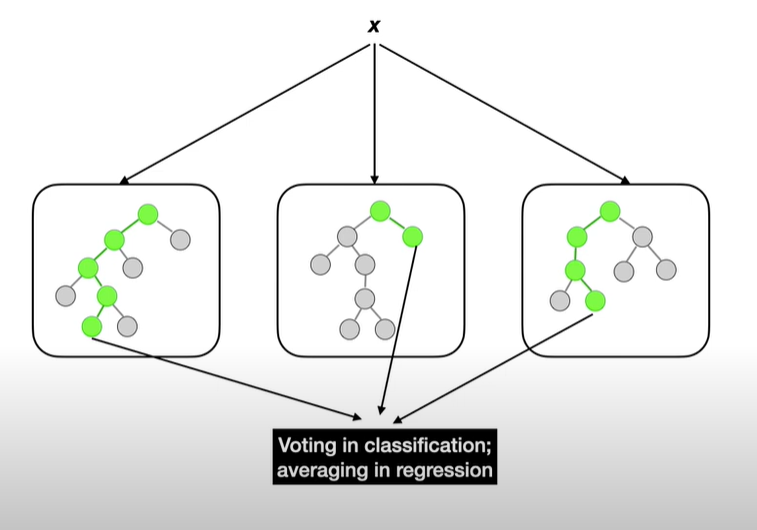 x
Voting in classification;
averaging in regression